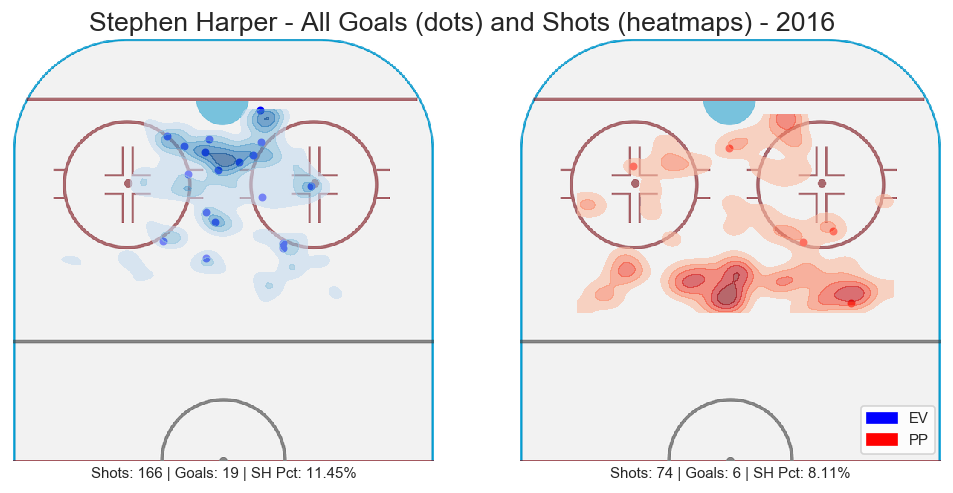 Stephen Harper - All Goals (dots) and Shots (heatmaps) - 2016
EV
PP
Shots: 166 | Goals: 19 | SH Pct: 11.45%
Shots: 74 | Goals: 6 | SH Pct: 8.11%